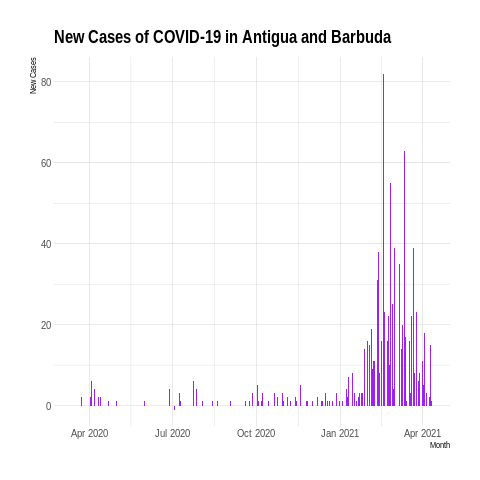 New Cases of COVID-19 in Antigua and Barbuda
New Cases
80
60
40
20
0
Apr 2020 Jul 2020 Oct 2020 Jan 2021 Apr 2021
Month